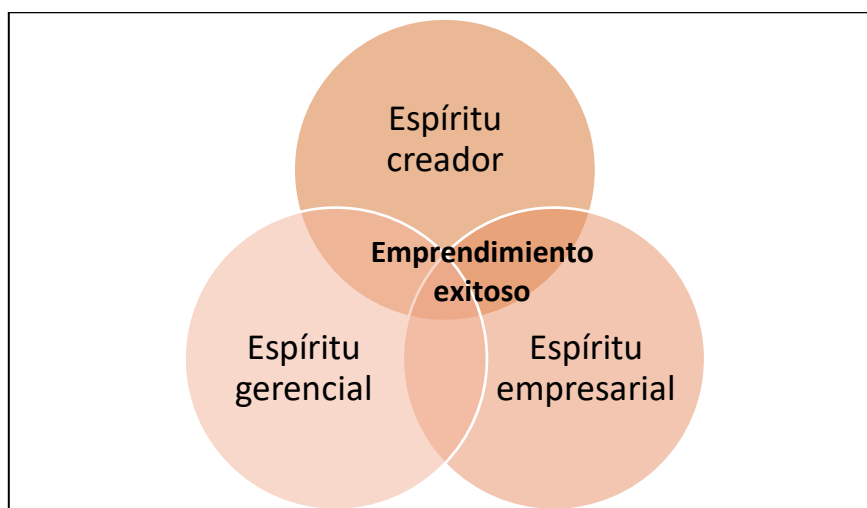 Espíritu
creador
Emprendimiento
exitoso
Espíritu
gerencial
Espíritu
empresarial